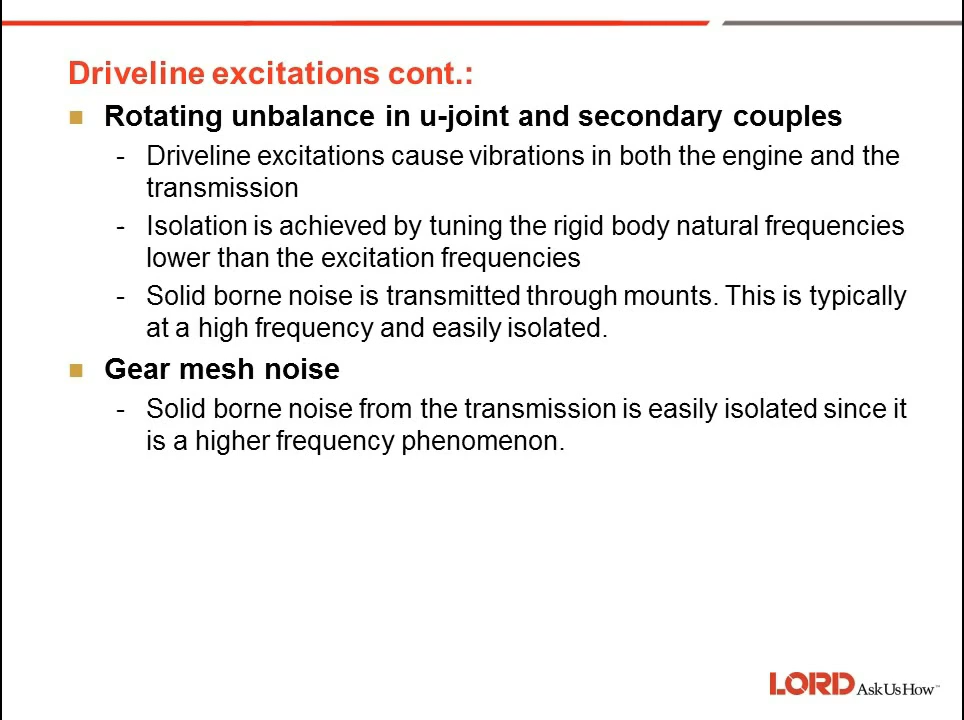 Driveline excitations cont.:
Rotating unbalance in u-joint and secondary couples
- Driveline excitations cause vibrations in both the engine and the
transmission
- Isolation is achieved by tuning the rigid body natural frequencies
lower than the excitation frequencies
- Solid borne noise is transmitted through mounts. This is typically
at a high frequency and easily isolated.
Gear mesh noise
- Solid borne noise from the transmission is easily isolated since it
is a higher frequency phenomenon.
LORD AskUsHow™